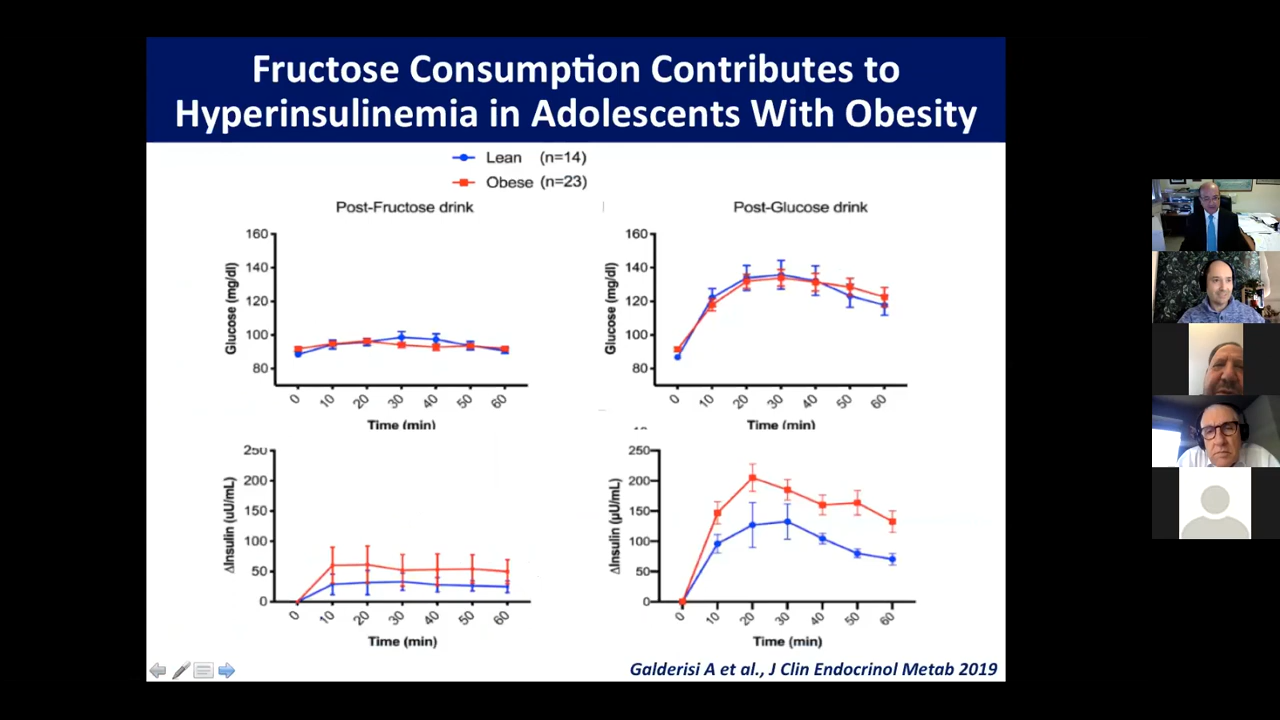 Fructose Consumption Contributes to
Hyperinsulinemia in Adolescents With Obesity
Lean (n=14)
Obese (n=23)
Post-Fructose drink
160
140
120
100
80
Glucose (mg/dl)
0 10 20 30 40 50 60
Time (min)
Post-Glucose drink
160
140
120
100
80
Glucose (mg/dl)
0 10 20 30 40 50 60
Time (min)
250
200
150
100
50
0
ΔInsulin (uU/mL)
0 10 20 30 40 50 60
Time (min)
250
200
150
100
50
0
ΔInsulin (µU/mL)
0 10 20 30 40 50 60
Time (min)
Galderisi A et al., J Clin Endocrinol Metab 2019